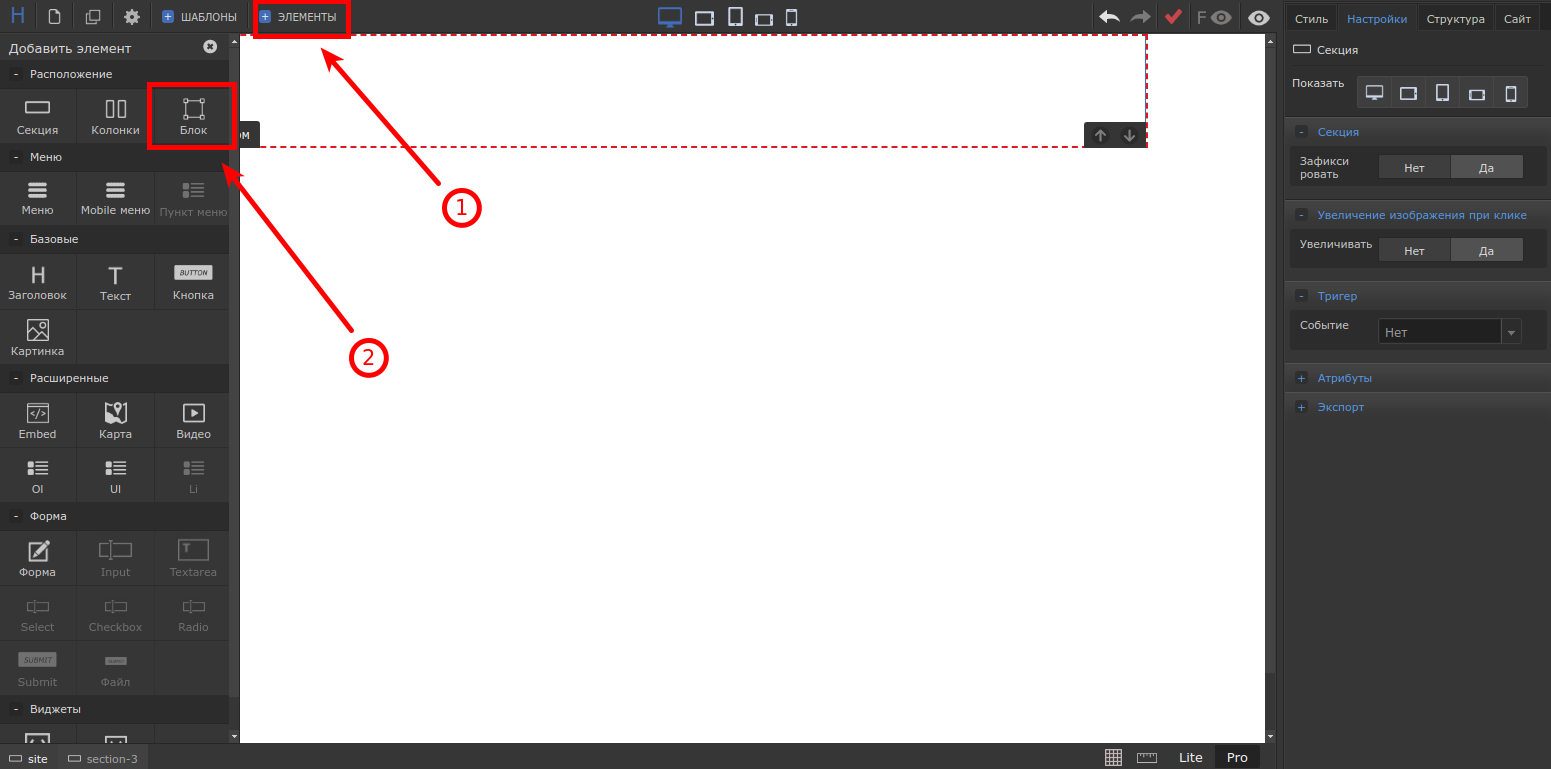 H
ШАБЛОНЫ
ЭЛЕМЕНТЫ
F
Стиль
Настройки
Структура
Сайт
Добавить элемент
- Расположение
Секция
Колонки
Блок
- Меню
Меню
Mobile меню
Пункт меню
- Базовые
H
T
BUTTON
Заголовок
Текст
Кнопка
Картинка
- Расширенные
Embed
Карта
Видео
Ol
Ul
Li
- Форма
T
Форма
Input
Textarea
Select
Checkbox
Radio
SUBMIT
Submit
Файл
- Виджеты
ом
1
2
Секция
Показать
- Секция
Зафикси
ровать
Нет
Да
- Увеличение изображения при клике
Увеличивать
Нет
Да
- Тригер
Событие
Нет
+ Атрибуты
+ Экспорт
site
section-3
Lite
Pro